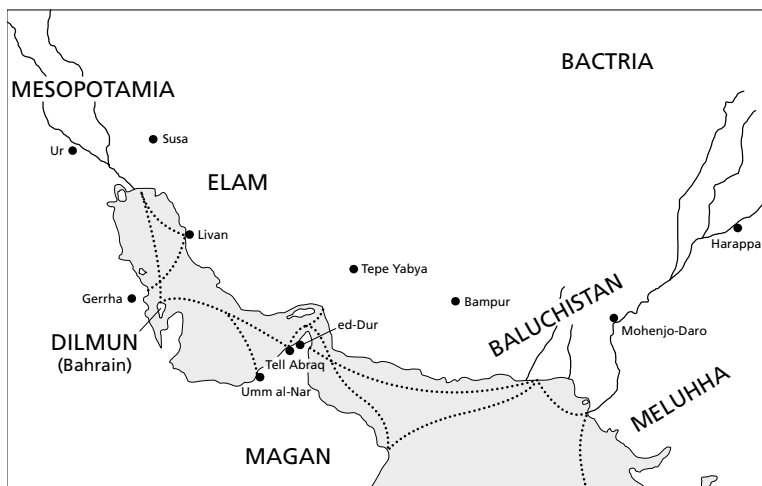 BACTRIA
MESOPOTAMIA
Susa
Ur
ELAM
Livan
Harappa
Tepe Yabya
Gerrha
Bampur
BALUCHISTAN
Mohenjo-Daro
ed-Dur
DILMUN
(Bahrain)
Tell Abraq
Umm al-Nar
MELUHHA
MAGAN